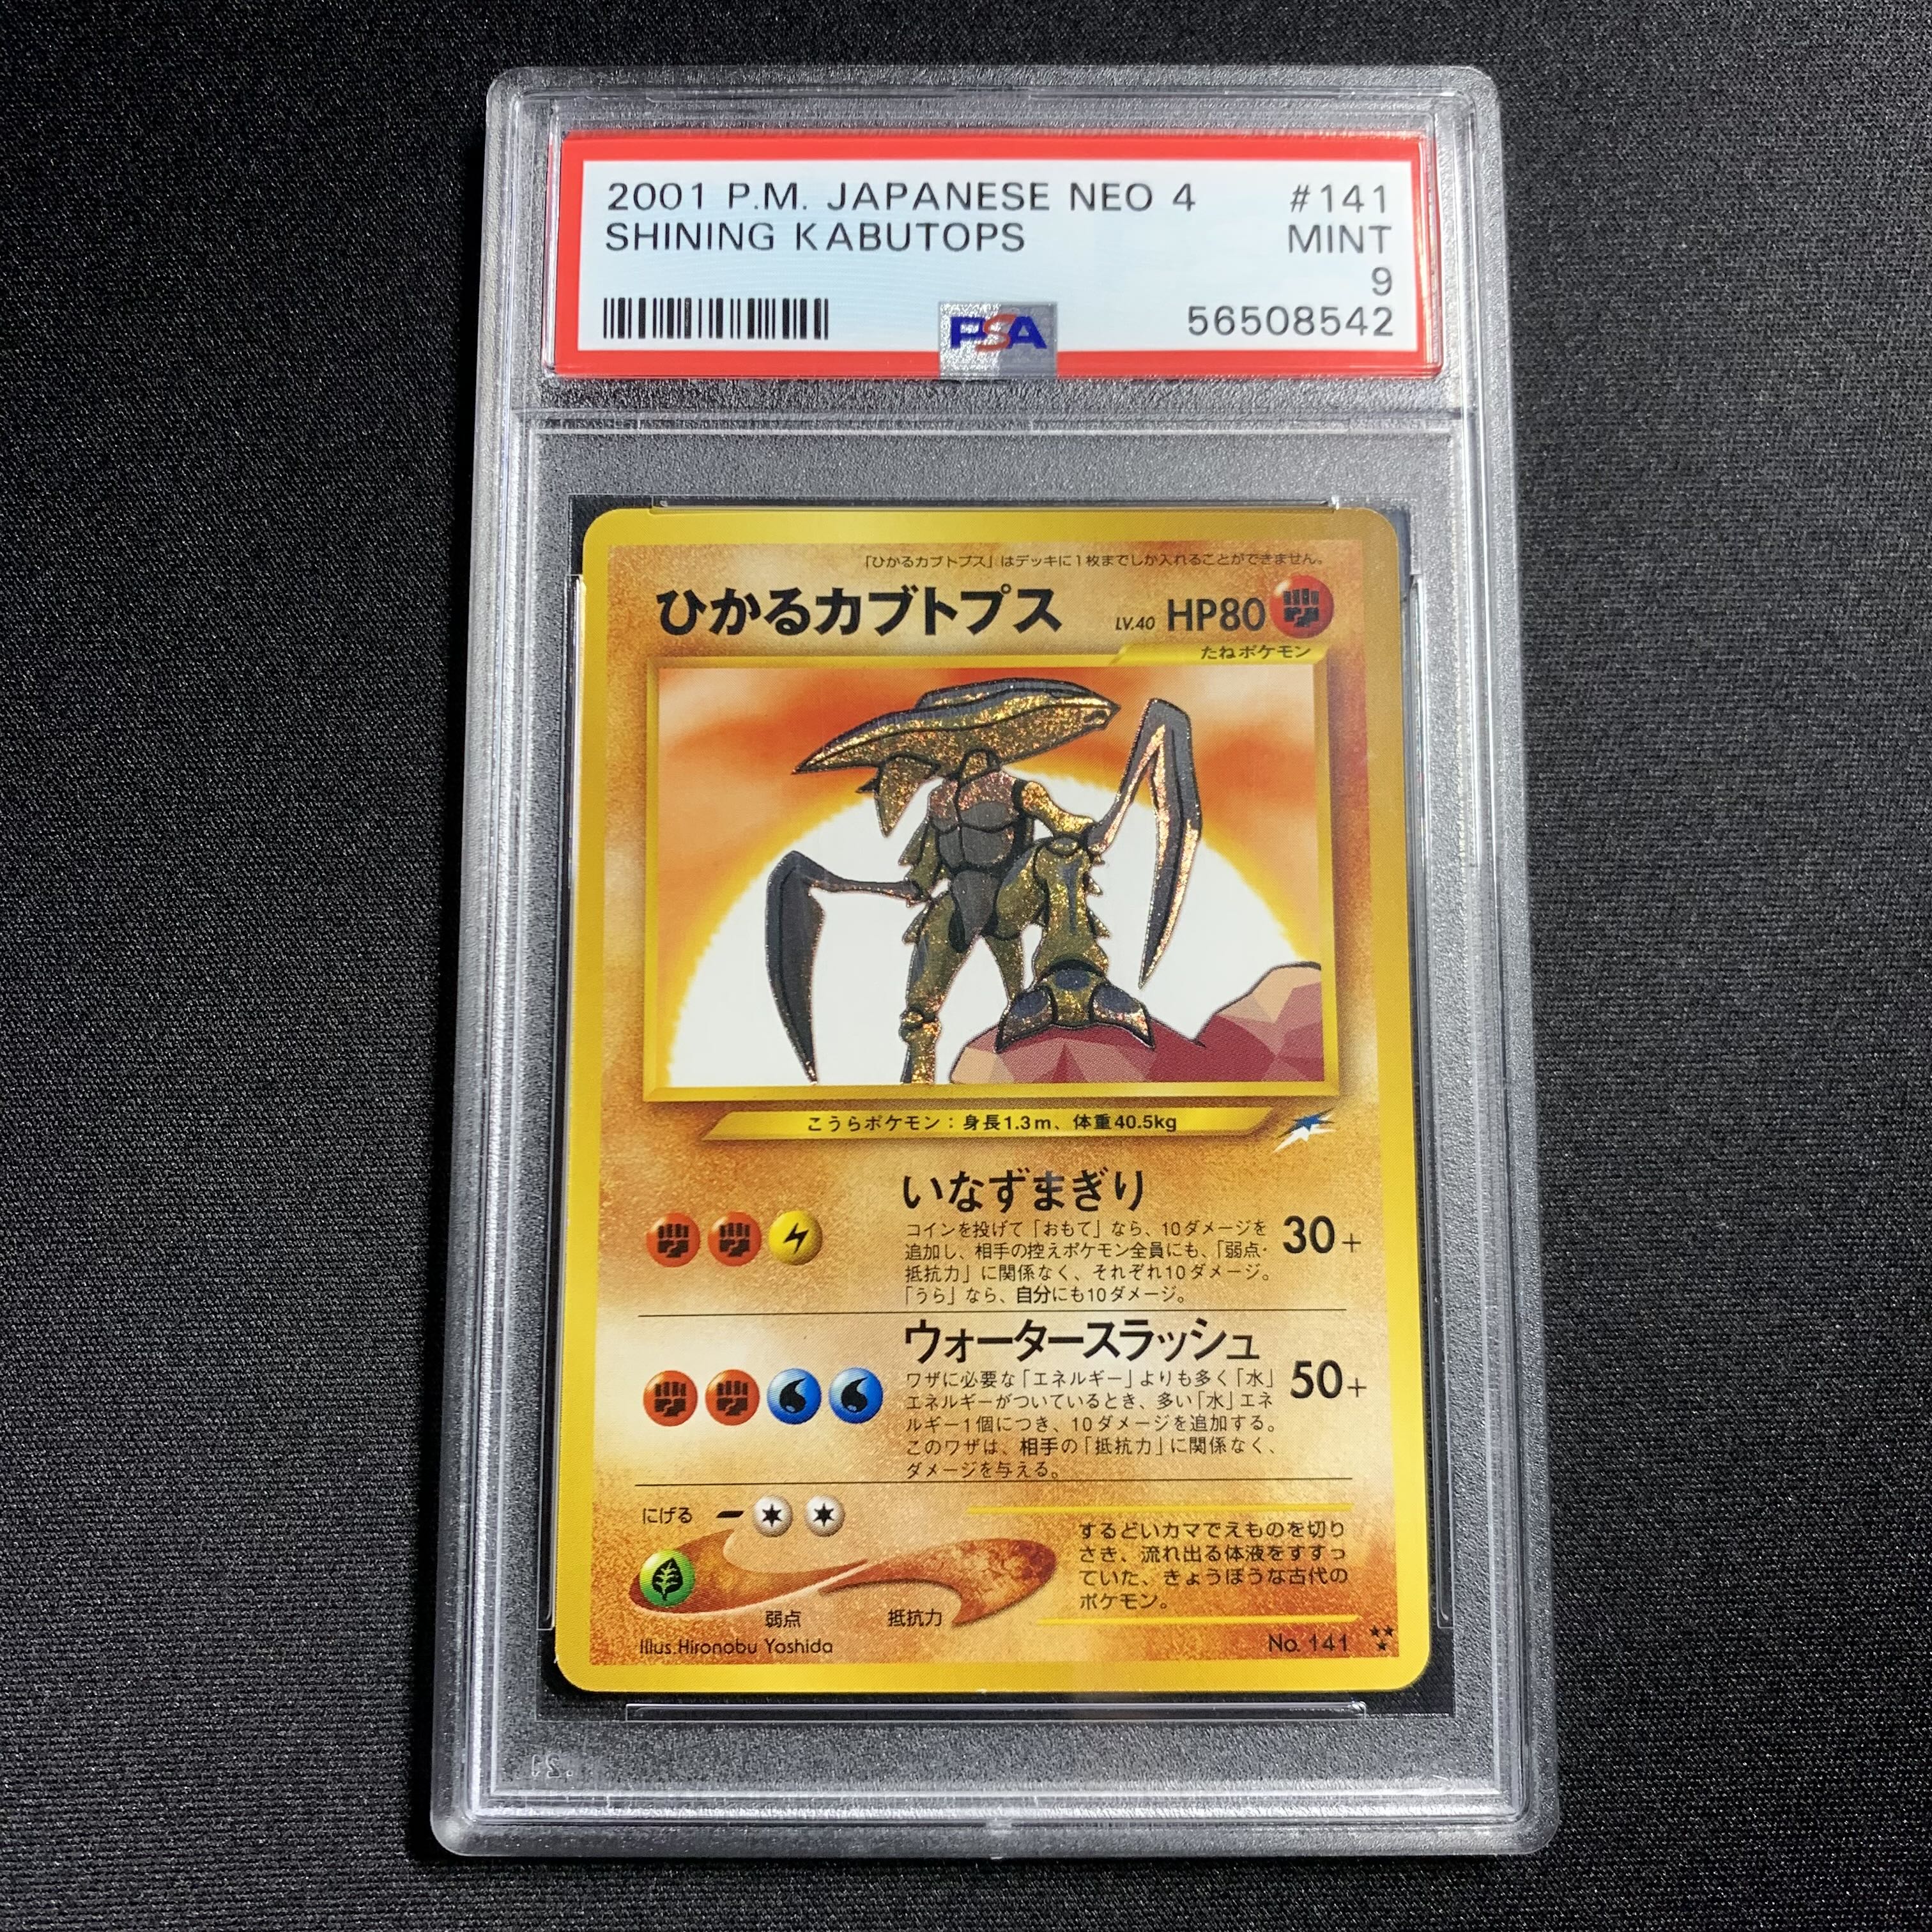 2001 P.M. JAPANESE NEO 4 #141
SHINING KABUTOPS MINT
9
PSA 56508542
「ひかるカブトプス」はデッキに1枚までしか入れることができません。
ひかるカブトプス LV.40 HP80
たねポケモン
こうらポケモン：身長1.3m、体重40.5kg
いなずまぎり
コインを投げて「おもて」なら、10ダメージを
追加し、相手の控えポケモン全員にも、「弱点・
抵抗力」に関係なく、それぞれ10ダメージ。
「うら」なら、自分にも10ダメージ。
30+
ウォータースラッシュ
ワザに必要な「エネルギー」よりも多く「水」
エネルギーがついているとき、多い「水」エネ
ルギー1個につき、10ダメージを追加する。
このワザは、相手の「抵抗力」に関係なく、
ダメージを与える。
50+
にげる
弱点 抵抗力
するどいカマでえものを切り
さき、流れ出る体液をすすっ
ていた、きょうぼうな古代の
ポケモン。
Illus.Hironobu Yoshida No. 141